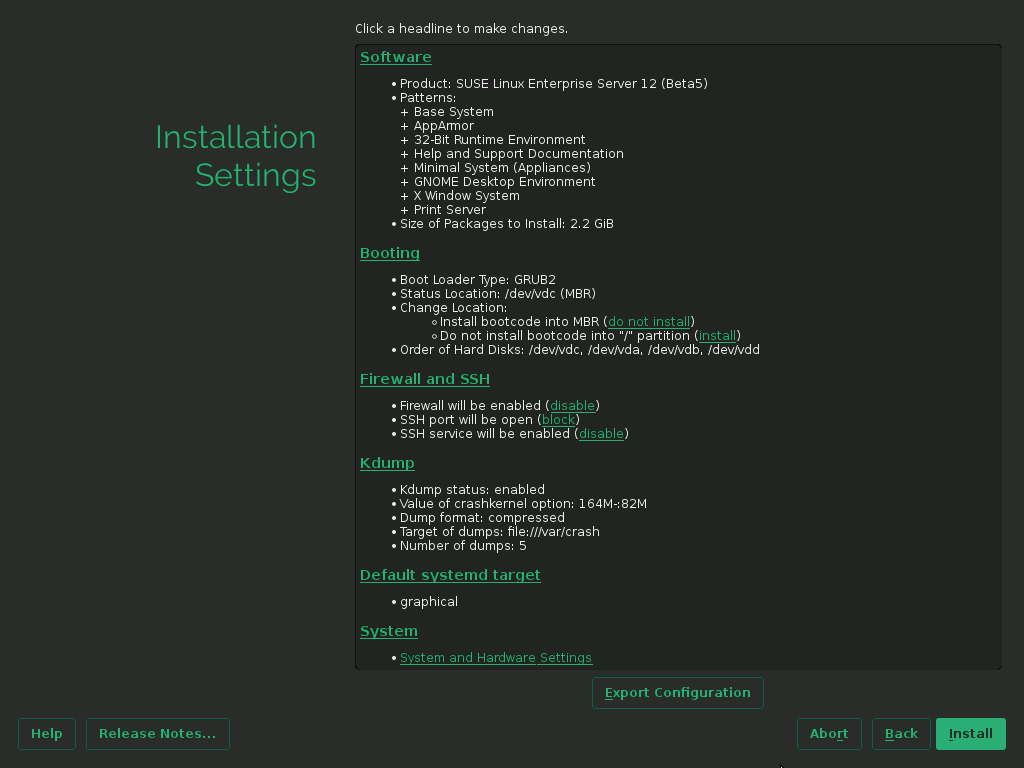 Click a headline to make changes.
Installation
Settings
Software
• Product: SUSE Linux Enterprise Server 12 (Beta5)
• Patterns:
+ Base System
+ AppArmor
+ 32-Bit Runtime Environment
+ Help and Support Documentation
+ Minimal System (Appliances)
+ GNOME Desktop Environment
+ X Window System
+ Print Server
• Size of Packages to Install: 2.2 GiB
Booting
• Boot Loader Type: GRUB2
• Status Location: /dev/vdc (MBR)
• Change Location:
◦ Install bootcode into MBR (do not install)
◦ Do not install bootcode into "/" partition (install)
• Order of Hard Disks: /dev/vdc, /dev/vda, /dev/vdb, /dev/vdd
Firewall and SSH
• Firewall will be enabled (disable)
• SSH port will be open (block)
• SSH service will be enabled (disable)
Kdump
• Kdump status: enabled
• Value of crashkernel option: 164M-:82M
• Dump format: compressed
• Target of dumps: file:///var/crash
• Number of dumps: 5
Default systemd target
• graphical
System
• System and Hardware Settings
Export Configuration
Help Release Notes... Abort Back Install